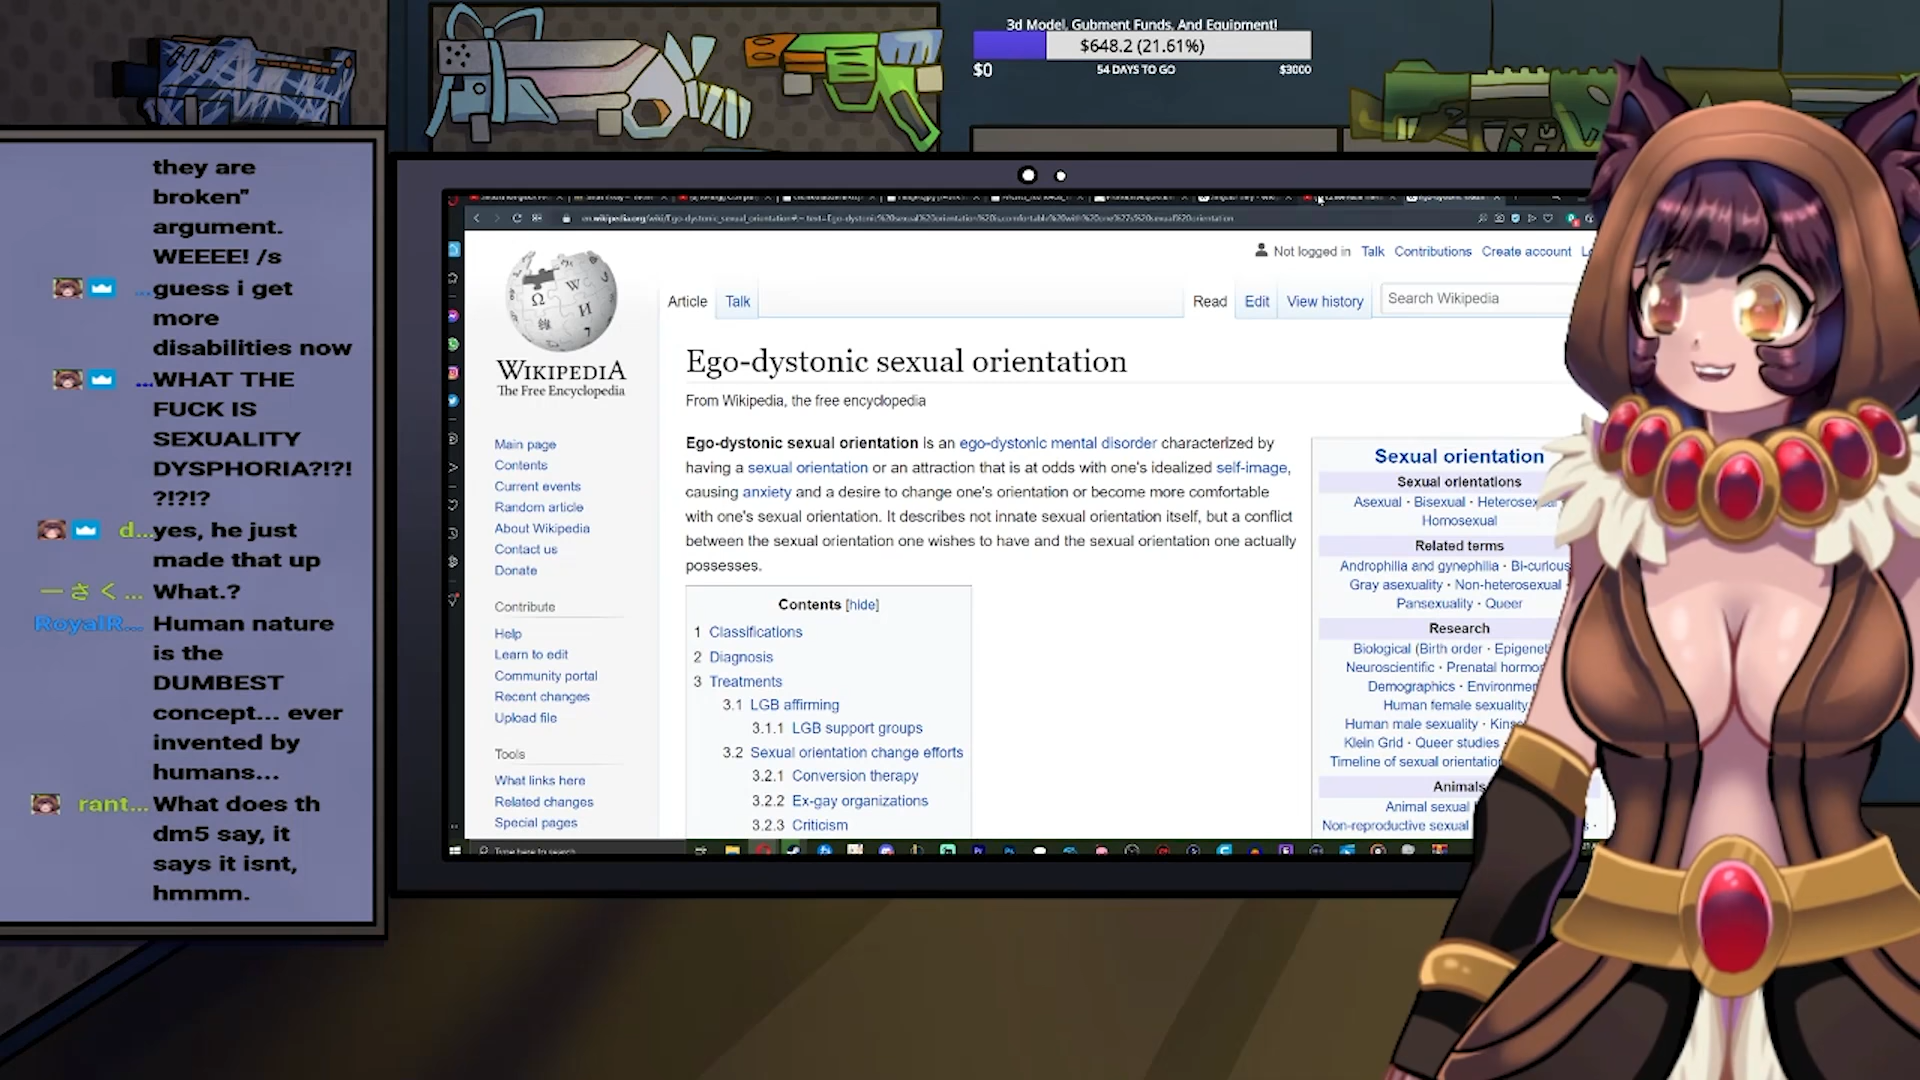 3d Model, Gubment Funds, And Equipment!
$648.2 (21.61%)
$0
54 DAYS TO GO
$3000
they are
broken"
argument.
WEEEE! /s
...guess i get
more
disabilities now
...WHAT THE
FUCK IS
SEXUALITY
DYSPHORIA?!?!
?!?!?
d...yes, he just
made that up
ーさく... What.?
RoyalR... Human nature
is the
DUMBEST
concept... ever
invented by
humans...
rant... What does th
dm5 say, it
says it isnt,
hmmm.
Not logged in Talk Contributions Create account
Article Talk
Read Edit View history
Search Wikipedia
WIKIPEDIA
The Free Encyclopedia
Main page
Contents
Current events
Random article
About Wikipedia
Contact us
Donate
Contribute
Help
Learn to edit
Community portal
Recent changes
Upload file
Tools
What links here
Related changes
Special pages
Ego-dystonic sexual orientation
From Wikipedia, the free encyclopedia
Ego-dystonic sexual orientation is an ego-dystonic mental disorder characterized by
having a sexual orientation or an attraction that is at odds with one's idealized self-image,
causing anxiety and a desire to change one's orientation or become more comfortable
with one's sexual orientation. It describes not innate sexual orientation itself, but a conflict
between the sexual orientation one wishes to have and the sexual orientation one actually
possesses.
Contents [hide]
1 Classifications
2 Diagnosis
3 Treatments
3.1 LGB affirming
3.1.1 LGB support groups
3.2 Sexual orientation change efforts
3.2.1 Conversion therapy
3.2.2 Ex-gay organizations
3.2.3 Criticism
Sexual orientation
Sexual orientations
Asexual · Bisexual ·
Homosexual
Related terms
Androphilia and gynephilia · Bi-curious
Gray asexuality · Non-heterosexual ·
Pansexuality · Queer
Research
Biological (Birth order ·
Neuroscientific · Prenatal
Demographics ·
Human female sexuality
Human male sexuality ·
Klein Grid · Queer studies ·
Timeline of sexual
Animals
Animal sexual
Non-reproductive sexual
Type here to search